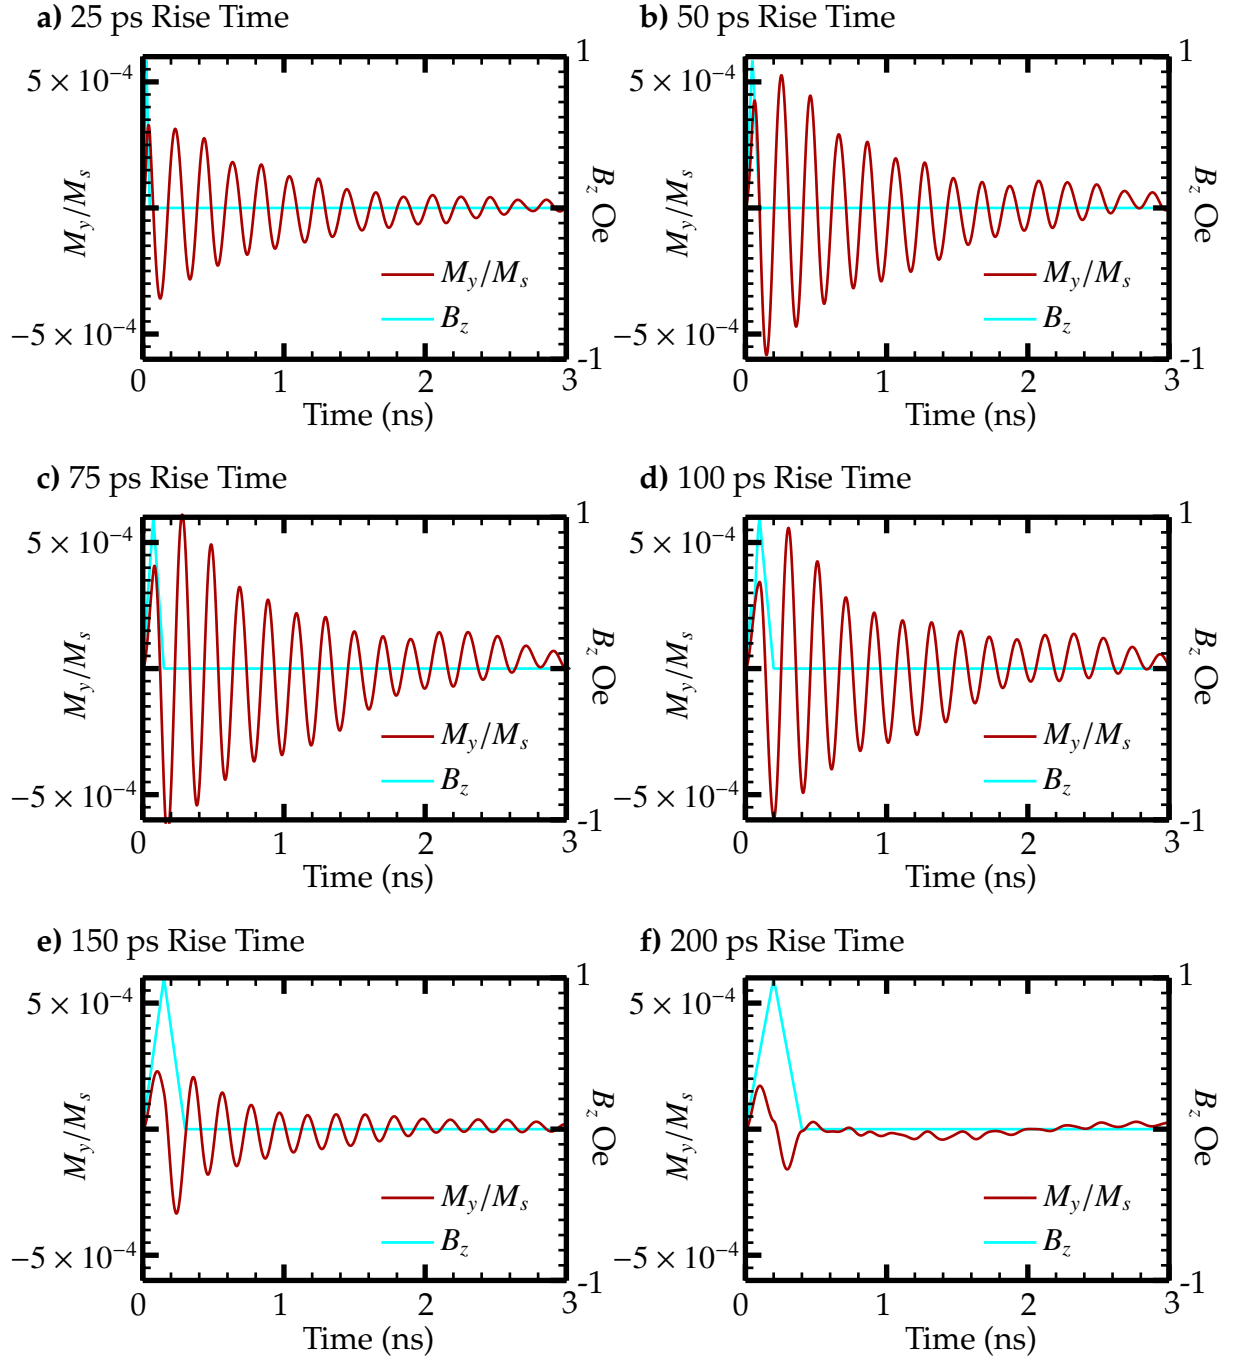 a) 25 ps Rise Time
5 × 10⁻⁴
−5 × 10⁻⁴
M_y/M_s
1
-1
B_z Oe
M_y/M_s
B_z
0 1 2 3
Time (ns)
b) 50 ps Rise Time
5 × 10⁻⁴
−5 × 10⁻⁴
M_y/M_s
1
-1
B_z Oe
M_y/M_s
B_z
0 1 2 3
Time (ns)
c) 75 ps Rise Time
5 × 10⁻⁴
−5 × 10⁻⁴
M_y/M_s
1
-1
B_z Oe
M_y/M_s
B_z
0 1 2 3
Time (ns)
d) 100 ps Rise Time
5 × 10⁻⁴
−5 × 10⁻⁴
M_y/M_s
1
-1
B_z Oe
M_y/M_s
B_z
0 1 2 3
Time (ns)
e) 150 ps Rise Time
5 × 10⁻⁴
−5 × 10⁻⁴
M_y/M_s
1
-1
B_z Oe
M_y/M_s
B_z
0 1 2 3
Time (ns)
f) 200 ps Rise Time
5 × 10⁻⁴
−5 × 10⁻⁴
M_y/M_s
1
-1
B_z Oe
M_y/M_s
B_z
0 1 2 3
Time (ns)